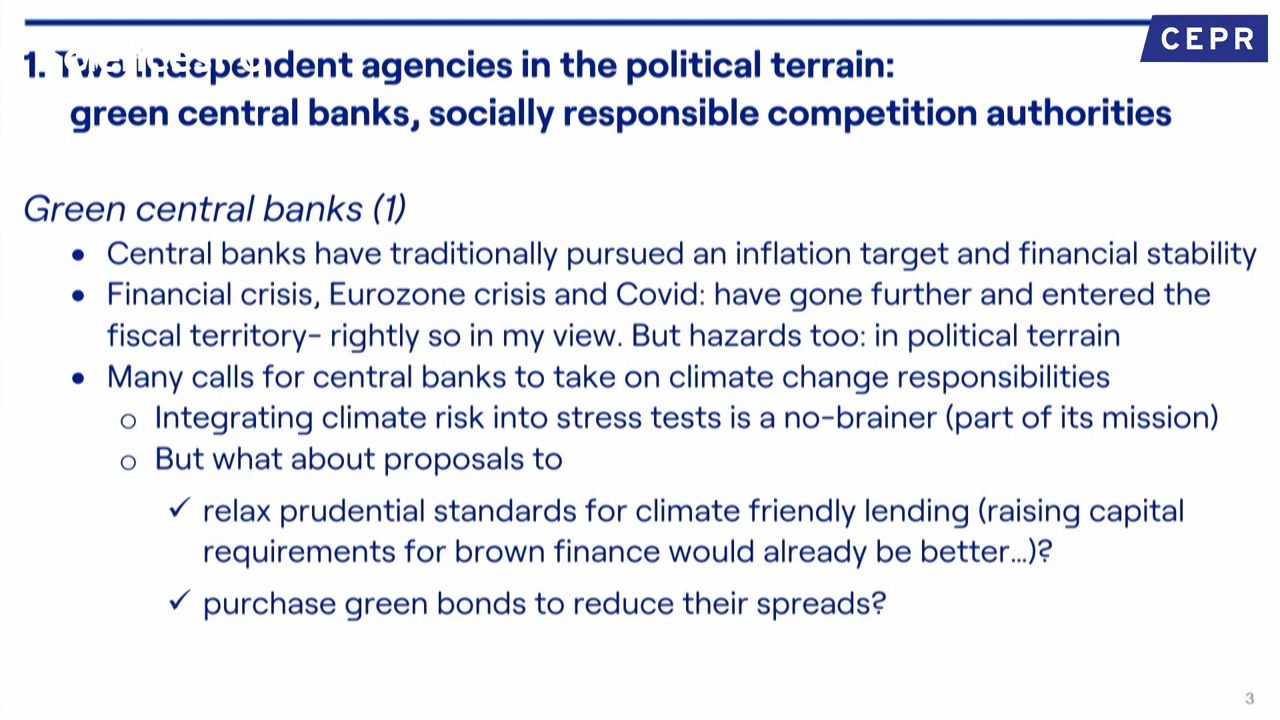 CEPR
1. Two independent agencies in the political terrain:
green central banks, socially responsible competition authorities
Green central banks (1)
• Central banks have traditionally pursued an inflation target and financial stability
• Financial crisis, Eurozone crisis and Covid: have gone further and entered the
fiscal territory– rightly so in my view. But hazards too: in political terrain
• Many calls for central banks to take on climate change responsibilities
o Integrating climate risk into stress tests is a no-brainer (part of its mission)
o But what about proposals to
✓ relax prudential standards for climate friendly lending (raising capital
requirements for brown finance would already be better…)?
✓ purchase green bonds to reduce their spreads?
3